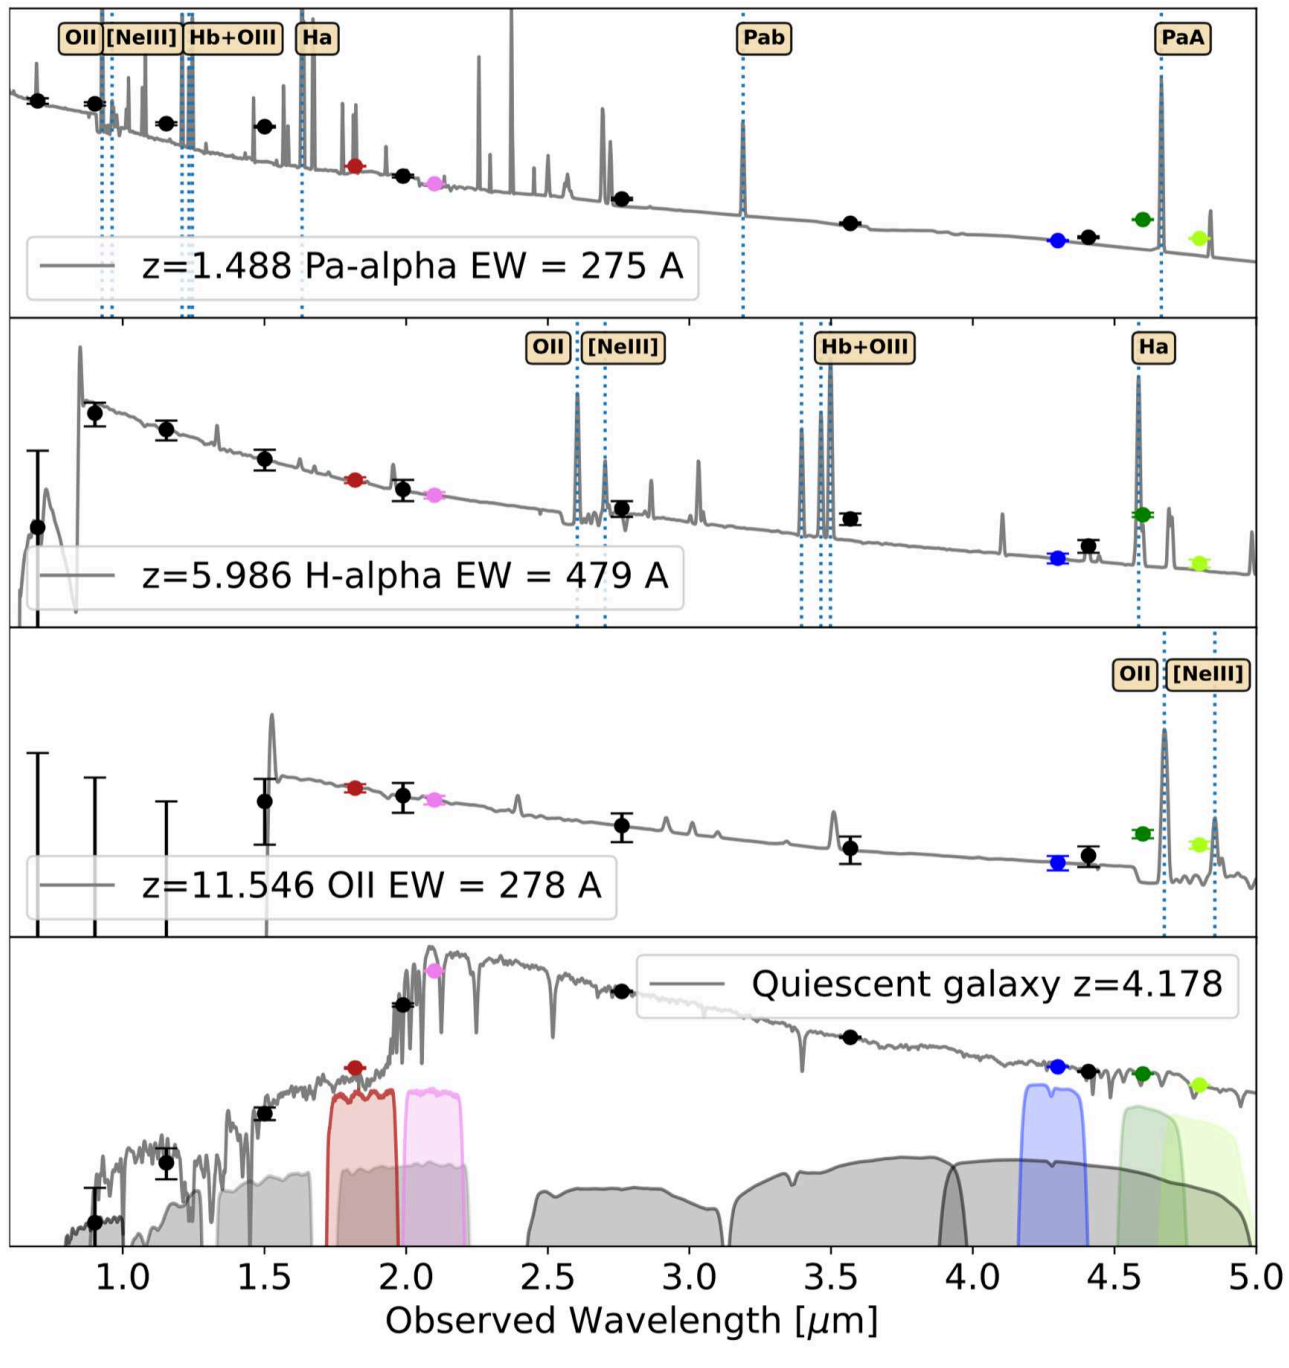 OII [NeIII] Hb+OIII Ha Pab PaA
z=1.488 Pa-alpha EW = 275 A
OII [NeIII] Hb+OIII Ha
z=5.986 H-alpha EW = 479 A
OII [NeIII]
z=11.546 OII EW = 278 A
Quiescent galaxy z=4.178
1.0 1.5 2.0 2.5 3.0 3.5 4.0 4.5 5.0
Observed Wavelength [μm]